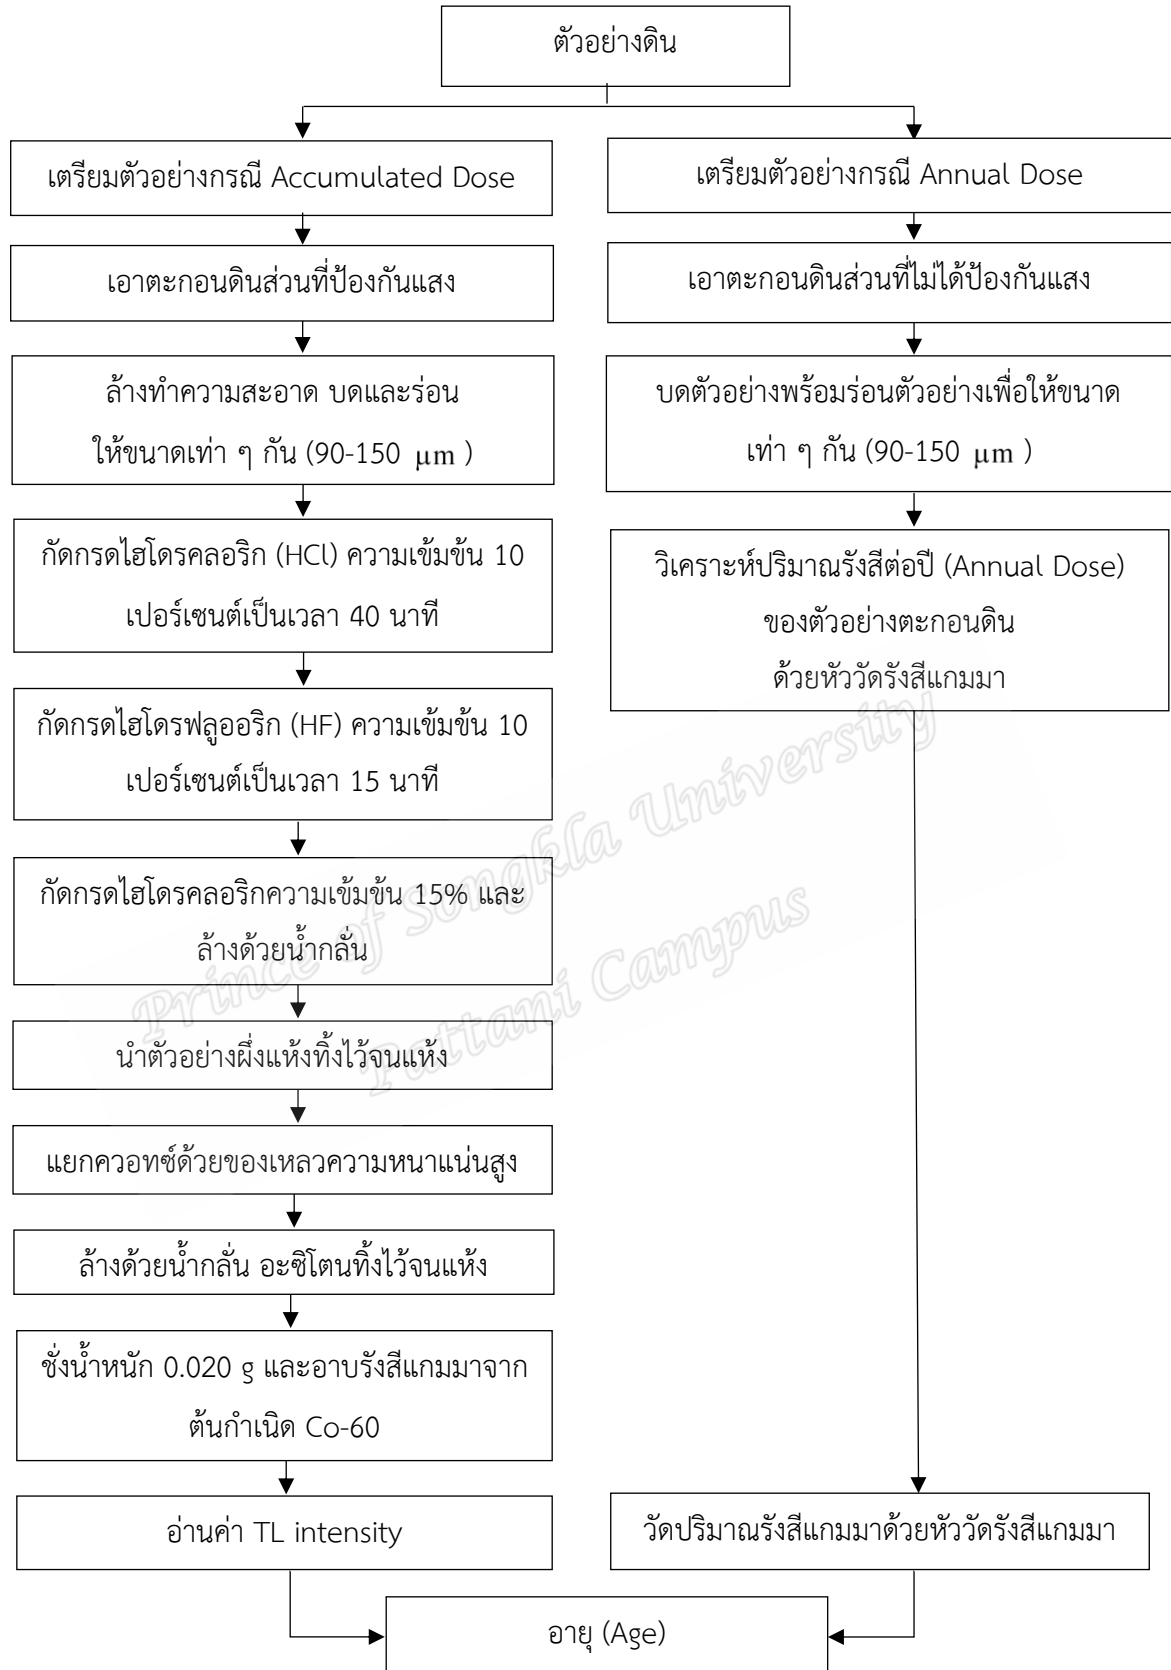 ตัวอย่างดิน
เตรียมตัวอย่างกรณี Accumulated Dose
เอาตะกอนดินส่วนที่ป้องกันแสง
ล้างทำความสะอาด บดและร่อน
ให้ขนาดเท่า ๆ กัน (90-150 μm )
กัดกรดไฮโดรคลอริก (HCl) ความเข้มข้น 10
เปอร์เซนต์เป็นเวลา 40 นาที
กัดกรดไฮโดรฟลูออริก (HF) ความเข้มข้น 10
เปอร์เซนต์เป็นเวลา 15 นาที
กัดกรดไฮโดรคลอริกความเข้มข้น 15% และ
ล้างด้วยน้ำกลั่น
นำตัวอย่างผึ่งแห้งทิ้งไว้จนแห้ง
แยกควอทซ์ด้วยของเหลวความหนาแน่นสูง
ล้างด้วยน้ำกลั่น อะซิโตนทิ้งไว้จนแห้ง
ชั่งน้ำหนัก 0.020 g และอาบรังสีแกมมาจาก
ต้นกำเนิด Co-60
อ่านค่า TL intensity
เตรียมตัวอย่างกรณี Annual Dose
เอาตะกอนดินส่วนที่ไม่ได้ป้องกันแสง
บดตัวอย่างพร้อมร่อนตัวอย่างเพื่อให้ขนาด
เท่า ๆ กัน (90-150 μm )
วิเคราะห์ปริมาณรังสีต่อปี (Annual Dose)
ของตัวอย่างตะกอนดิน
ด้วยหัววัดรังสีแกมมา
วัดปริมาณรังสีแกมมาด้วยหัววัดรังสีแกมมา
อายุ (Age)
Prince of Songkla University
Pattani Campus